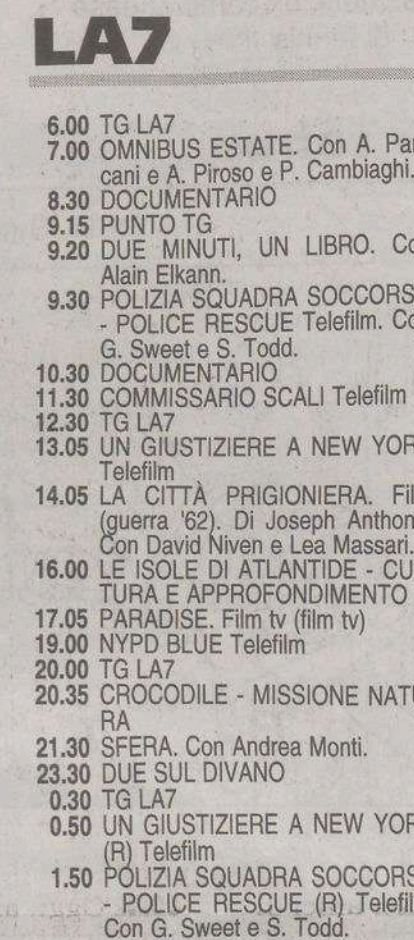 LA7
6.00 TG LA7
7.00 OMNIBUS ESTATE. Con A. Pan
cani e A. Piroso e P. Cambiaghi.
8.30 DOCUMENTARIO
9.15 PUNTO TG
9.20 DUE MINUTI, UN LIBRO. Co
Alain Elkann.
9.30 POLIZIA SQUADRA SOCCORS
- POLICE RESCUE Telefilm. Co
G. Sweet e S. Todd.
10.30 DOCUMENTARIO
11.30 COMMISSARIO SCALI Telefilm
12.30 TG LA7
13.05 UN GIUSTIZIERE A NEW YOR
Telefilm
14.05 LA CITTÀ PRIGIONIERA. Fil
(guerra '62). Di Joseph Anthon
Con David Niven e Lea Massari.
16.00 LE ISOLE DI ATLANTIDE - CU
TURA E APPROFONDIMENTO
17.05 PARADISE. Film tv (film tv)
19.00 NYPD BLUE Telefilm
20.00 TG LA7
20.35 CROCODILE - MISSIONE NATU
RA
21.30 SFERA. Con Andrea Monti.
23.30 DUE SUL DIVANO
0.30 TG LA7
0.50 UN GIUSTIZIERE A NEW YOR
(R) Telefilm
1.50 POLIZIA SQUADRA SOCCORS
- POLICE RESCUE (R) Telefil
Con G. Sweet e S. Todd.